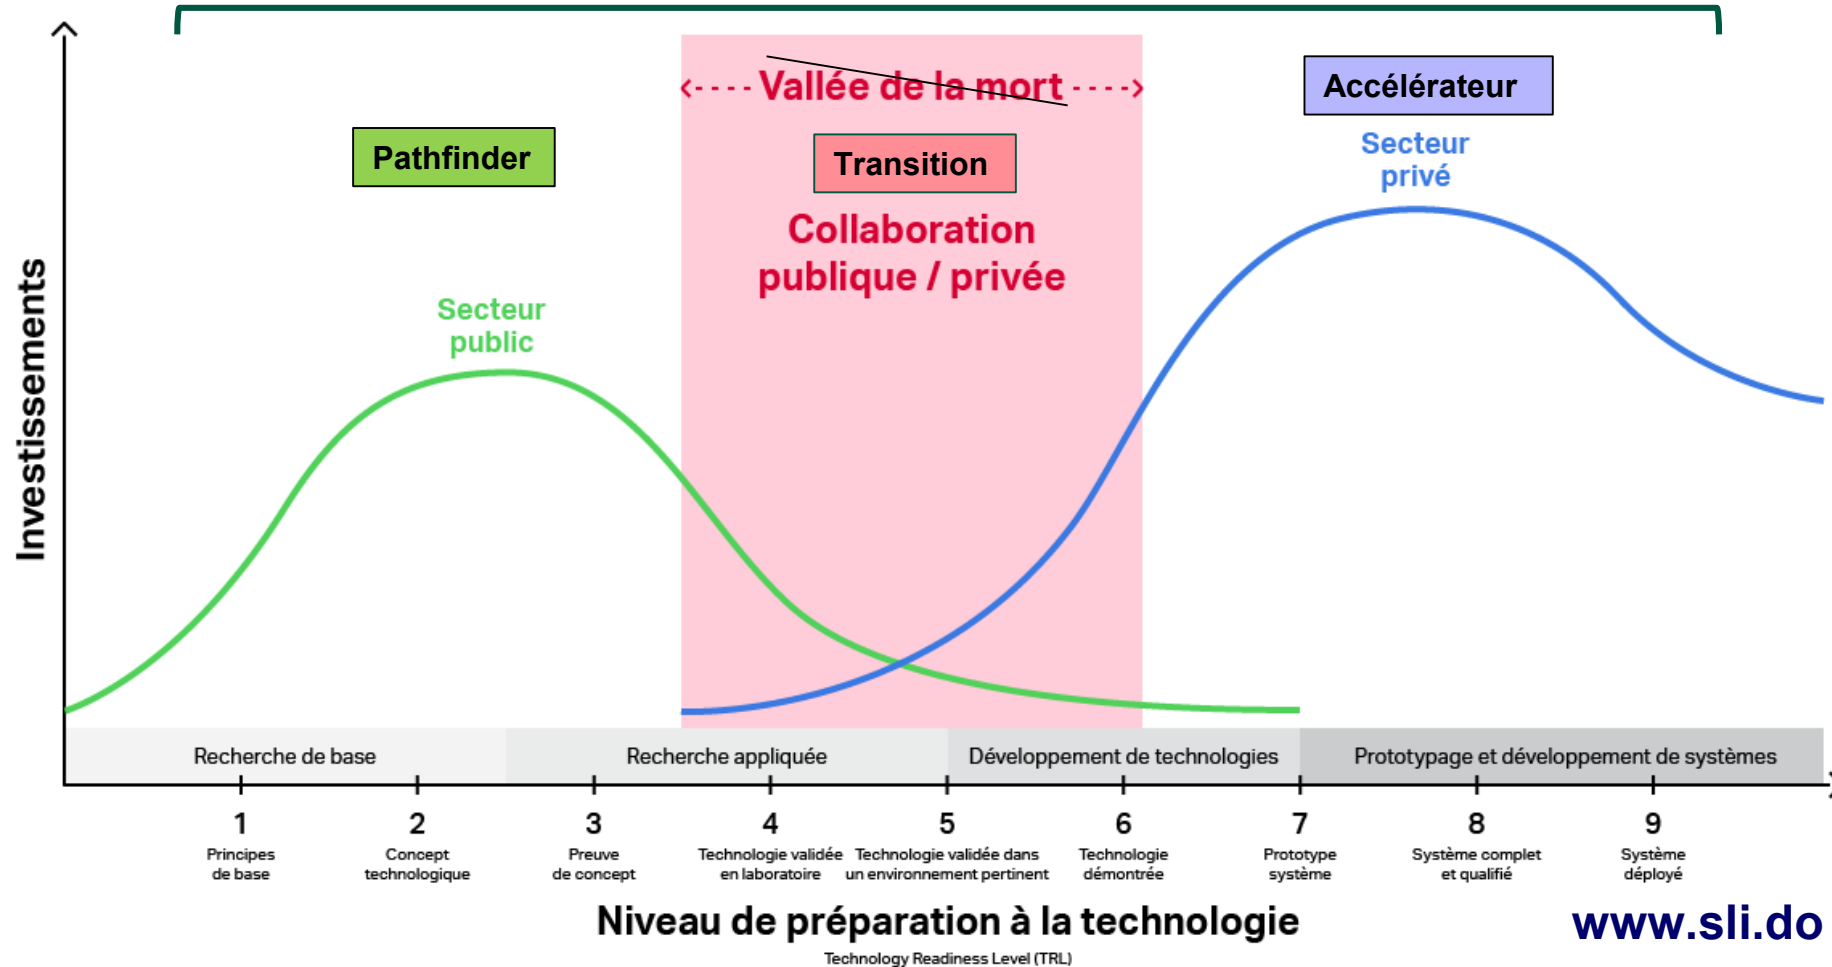 Vallée de la mort
Accélérateur
Pathfinder
Transition
Secteur
privé
Collaboration
publique / privée
Secteur
public
Investissements
Recherche de base
Recherche appliquée
Développement de technologies
Prototypage et développement de systèmes
1
2
3
4
5
6
7
8
9
Principes
de base
Concept
technologique
Preuve
de concept
Technologie validée
en laboratoire
Technologie validée dans
un environnement pertinent
Technologie
démontrée
Prototype
système
Système complet
et qualifié
Système
déployé
Niveau de préparation à la technologie
Technology Readiness Level (TRL)
www.sli.do